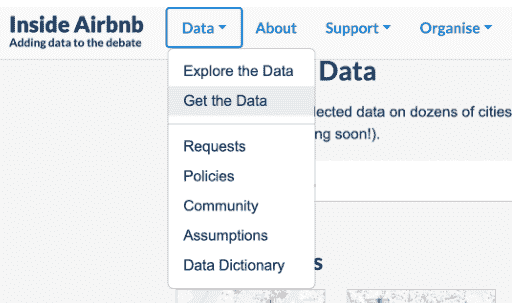 Inside Airbnb
Adding data to the debate
Data
About
Support
Organise
Explore the Data
Get the Data
Requests
Policies
Community
Assumptions
Data Dictionary
Data
lected data on dozens of cities
ng soon!).
s